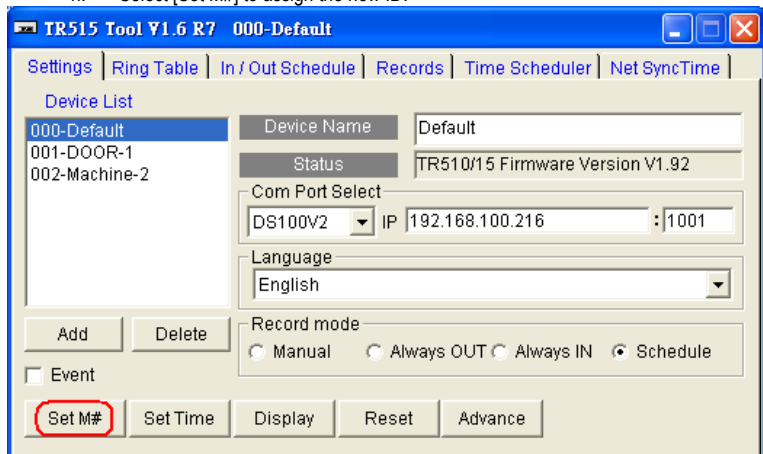 TR515 Tool V1.6 R7 000-Default
Settings Ring Table In / Out Schedule Records Time Scheduler Net SyncTime
Device List
000-Default
001-DOOR-1
002-Machine-2
Device Name Default
Status TR510/15 Firmware Version V1.92
Com Port Select
DS100V2 IP 192.168.100.216 : 1001
Language
English
Add Delete
Record mode
Manual Always OUT Always IN Schedule
Event
Set M# Set Time Display Reset Advance